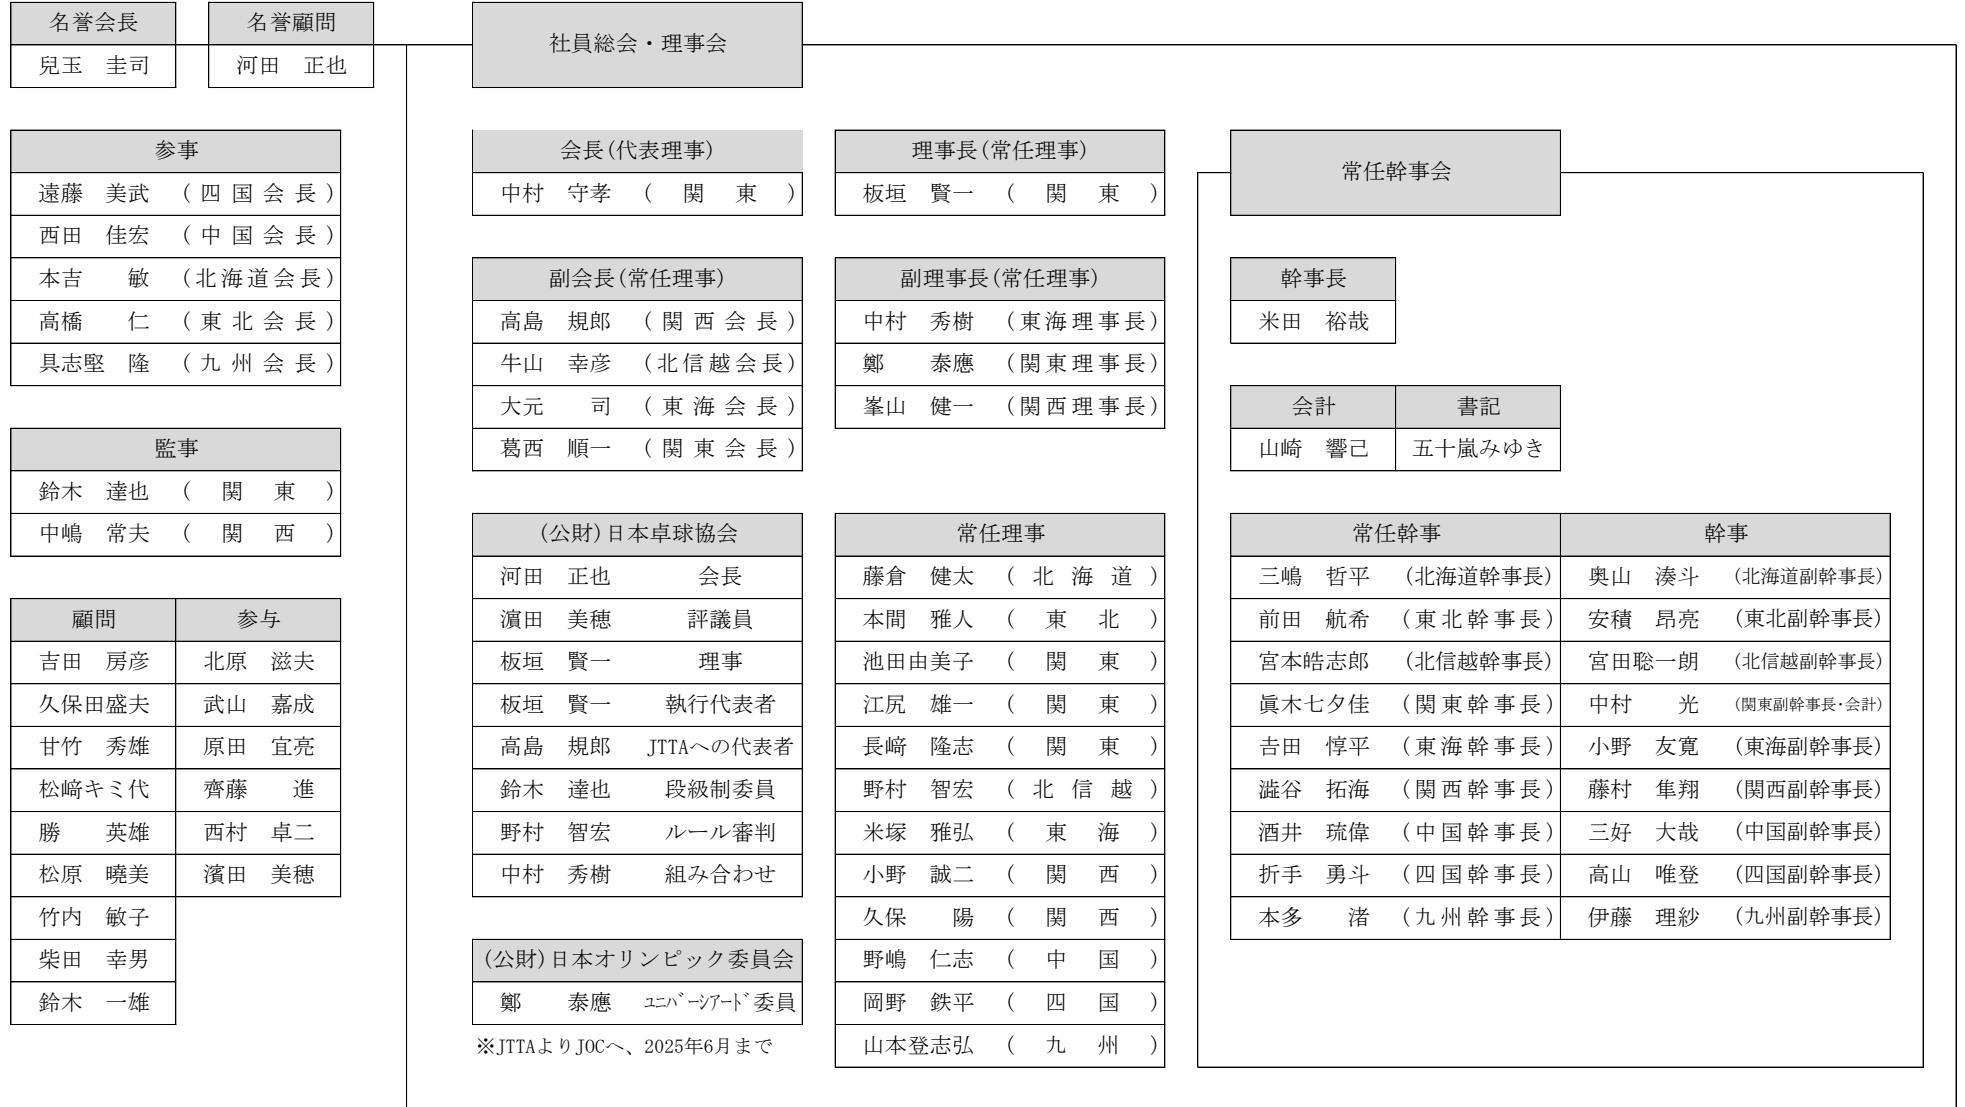 名誉会長
兒玉 圭司
名誉顧問
河田 正也
社員総会・理事会
参事
遠藤 美武 (四国会長)
西田 佳宏 (中国会長)
本吉 敏 (北海道会長)
高橋 仁 (東北会長)
具志堅 隆 (九州会長)
監事
鈴木 達也 (関東)
中嶋 常夫 (関西)
顧問
吉田 房彦
久保田盛夫
甘竹 秀雄
松﨑キミ代
勝 英雄
松原 曉美
竹内 敏子
柴田 幸男
鈴木 一雄
参与
北原 滋夫
武山 嘉成
原田 宜亮
齊藤 進
西村 卓二
濱田 美穂
会長(代表理事)
中村 守孝 (関東)
副会長(常任理事)
高島 規郎 (関西会長)
牛山 幸彦 (北信越会長)
大元 司 (東海会長)
葛西 順一 (関東会長)
(公財)日本卓球協会
河田 正也 会長
濵田 美穂 評議員
板垣 賢一 理事
板垣 賢一 執行代表者
高島 規郎 JTTAへの代表者
鈴木 達也 段級制委員
野村 智宏 ルール審判
中村 秀樹 組み合わせ
(公財)日本オリンピック委員会
鄭 泰應 ユニバーシアード委員
※JTTAよりJOCへ、2025年6月まで
理事長(常任理事)
板垣 賢一 (関東)
副理事長(常任理事)
中村 秀樹 (東海理事長)
鄭 泰應 (関東理事長)
峯山 健一 (関西理事長)
常任理事
藤倉 健太 (北海道)
本間 雅人 (東北)
池田由美子 (関東)
江尻 雄一 (関東)
長﨑 隆志 (関東)
野村 智宏 (北信越)
米塚 雅弘 (東海)
小野 誠二 (関西)
久保 陽 (関西)
野嶋 仁志 (中国)
岡野 鉄平 (四国)
山本登志弘 (九州)
常任幹事会
幹事長
米田 裕哉
会計
山崎 響己
書記
五十嵐みゆき
常任幹事 幹事
三嶋 哲平 (北海道幹事長) 奥山 湊斗 (北海道副幹事長)
前田 航希 (東北幹事長) 安積 昂亮 (東北副幹事長)
宮本皓志郎 (北信越幹事長) 宮田聡一朗 (北信越副幹事長)
眞木七夕佳 (関東幹事長) 中村 光 (関東副幹事長・会計)
吉田 惇平 (東海幹事長) 小野 友寛 (東海副幹事長)
澁谷 拓海 (関西幹事長) 藤村 隼翔 (関西副幹事長)
酒井 琉偉 (中国幹事長) 三好 大哉 (中国副幹事長)
折手 勇斗 (四国幹事長) 高山 唯登 (四国副幹事長)
本多 渚 (九州幹事長) 伊藤 理紗 (九州副幹事長)